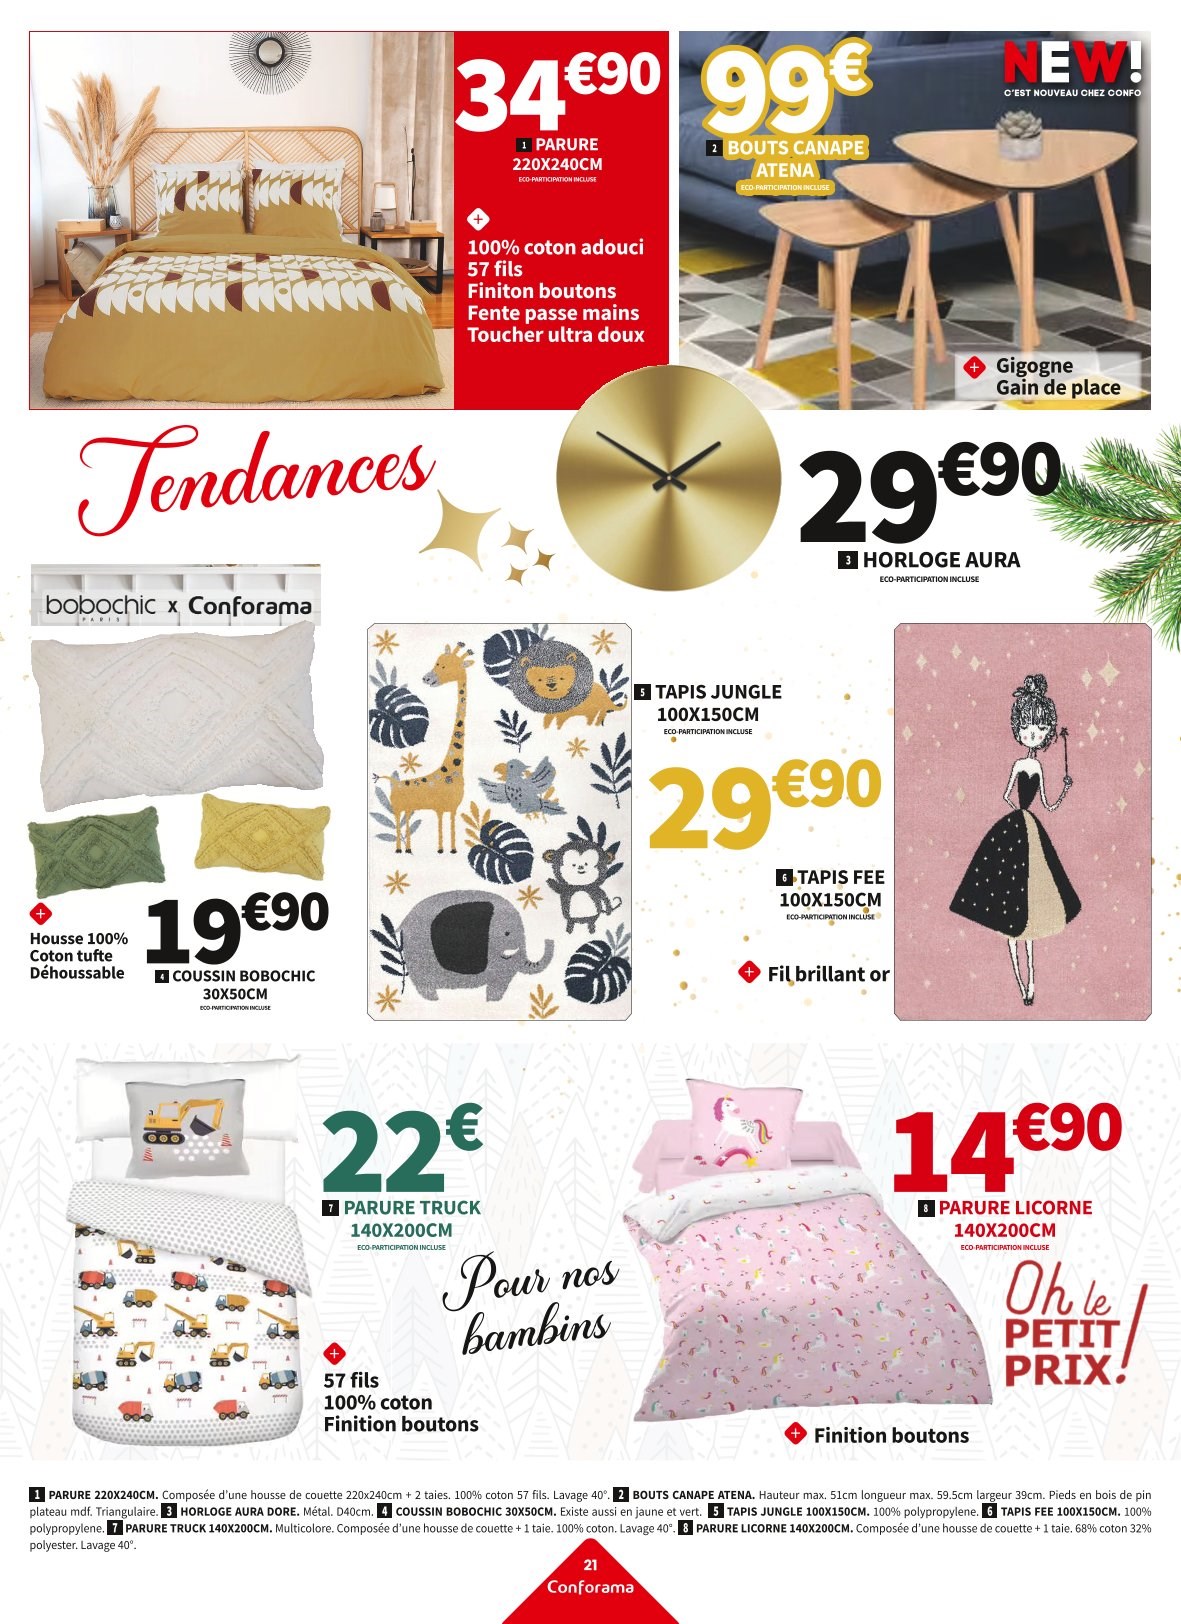 34€90
1 PARURE
220X240CM
ECO-PARTICIPATION INCLUSE
+
100% coton adouci
57 fils
Finiton boutons
Fente passe mains
Toucher ultra doux
99€
2 BOUTS CANAPE
ATENA
ECO-PARTICIPATION INCLUSE
NEW!
C'EST NOUVEAU CHEZ CONFO
+ Gigogne
Gain de place
Tendances
29€90
3 HORLOGE AURA
ECO-PARTICIPATION INCLUSE
bobochic x Conforama
PARIS
+
Housse 100%
Coton tufte
Déhoussable
19€90
4 COUSSIN BOBOCHIC
30X50CM
ECO-PARTICIPATION INCLUSE
5 TAPIS JUNGLE
100X150CM
ECO-PARTICIPATION INCLUSE
29€90
6 TAPIS FEE
100X150CM
ECO-PARTICIPATION INCLUSE
+ Fil brillant or
22€
7 PARURE TRUCK
140X200CM
ECO-PARTICIPATION INCLUSE
Pour nos
bambins
+
57 fils
100% coton
Finition boutons
14€90
8 PARURE LICORNE
140X200CM
ECO-PARTICIPATION INCLUSE
Oh le
PETIT
PRIX!
+ Finition boutons
1 PARURE 220X240CM. Composée d'une housse de couette 220x240cm + 2 taies. 100% coton 57 fils. Lavage 40°. 2 BOUTS CANAPE ATENA. Hauteur max. 51cm longueur max. 59.5cm largeur 39cm. Pieds en bois de pin
plateau mdf. Triangulaire. 3 HORLOGE AURA DORE. Métal. D40cm. 4 COUSSIN BOBOCHIC 30X50CM. Existe aussi en jaune et vert. 5 TAPIS JUNGLE 100X150CM. 100% polypropylene. 6 TAPIS FEE 100X150CM. 100%
polypropylene. 7 PARURE TRUCK 140X200CM. Multicolore. Composée d'une housse de couette + 1 taie. 100% coton. Lavage 40°. 8 PARURE LICORNE 140X200CM. Composée d'une housse de couette + 1 taie. 68% coton 32%
polyester. Lavage 40°.
21
Conforama